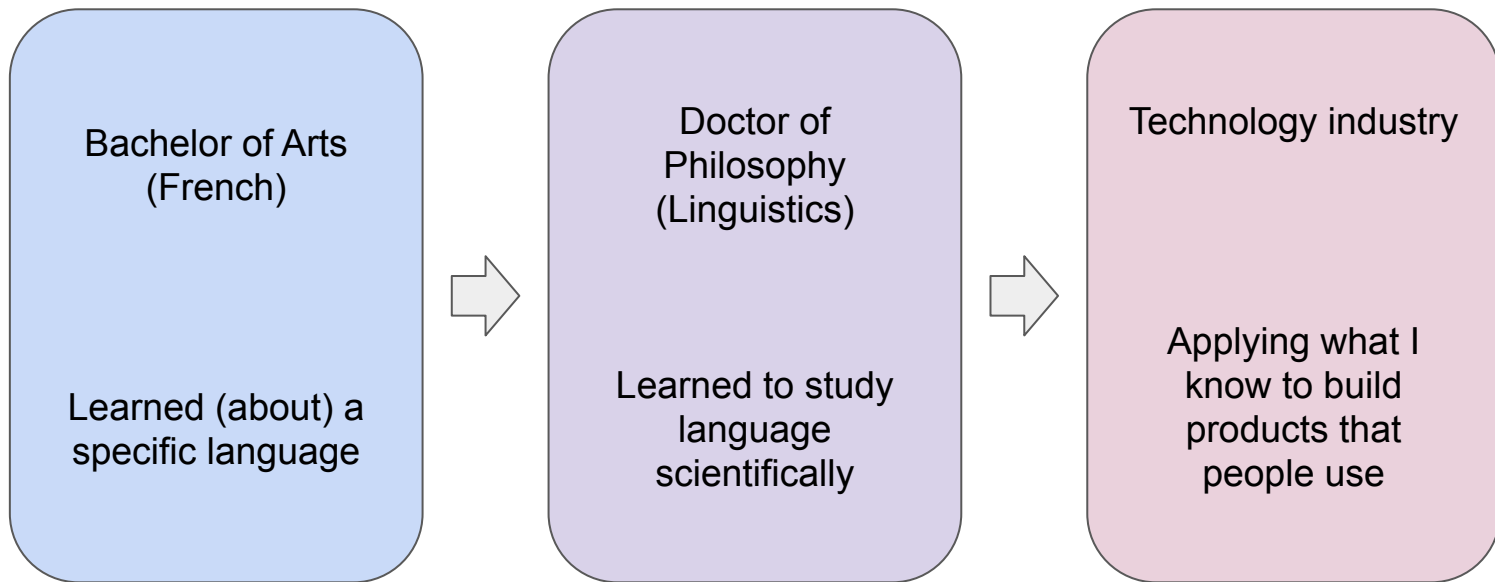 Bachelor of Arts
(French)
Learned (about) a
specific language
Doctor of
Philosophy
(Linguistics)
Learned to study
language
scientifically
Technology industry
Applying what I
know to build
products that
people use